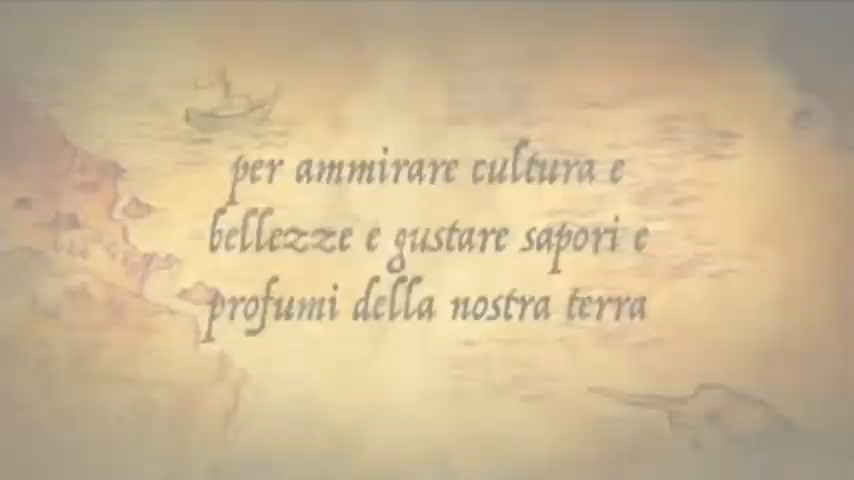 per ammirare cultura e
bellezze e gustare sapori e
profumi della nostra terra